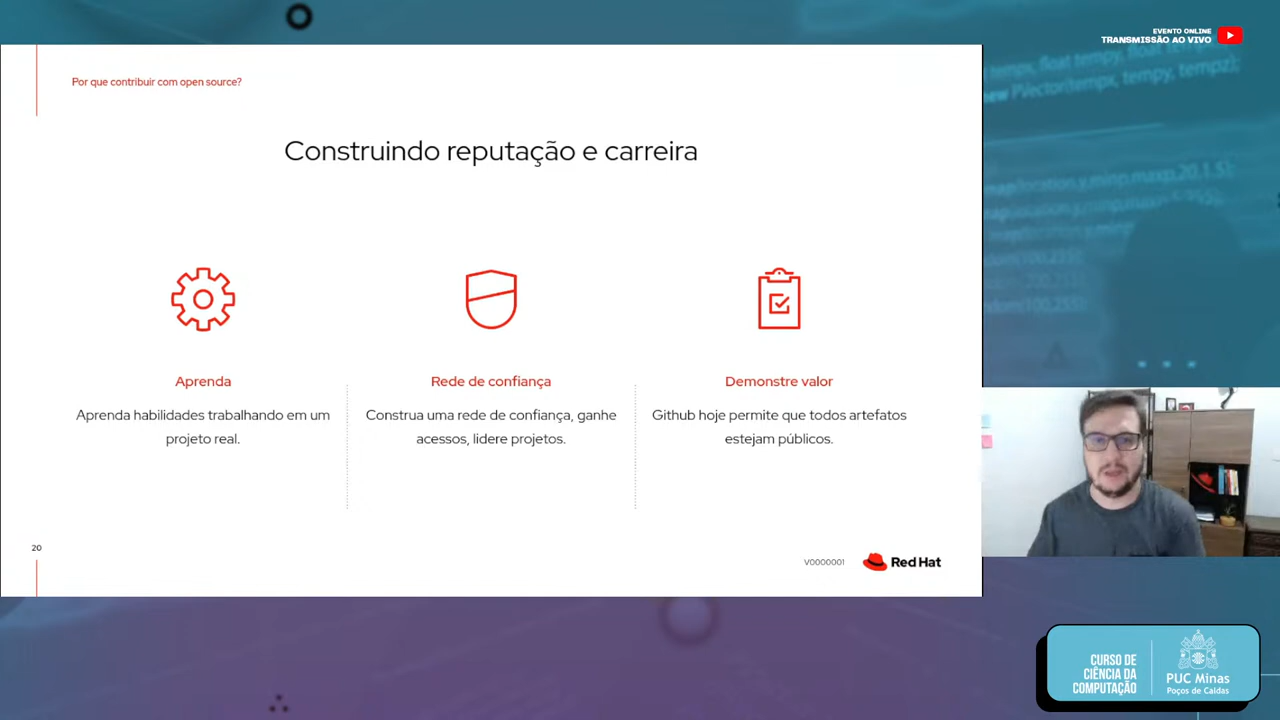 EVENTO ONLINE
TRANSMISSÃO AO VIVO
Por que contribuir com open source?
Construindo reputação e carreira
Aprenda
Aprenda habilidades trabalhando em um
projeto real.
Rede de confiança
Construa uma rede de confiança, ganhe
acessos, lidere projetos.
Demonstre valor
Github hoje permite que todos artefatos
estejam públicos.
20
V0000001
Red Hat
CURSO DE
CIÊNCIA DA
COMPUTAÇÃO
PUC Minas
Poços de Caldas